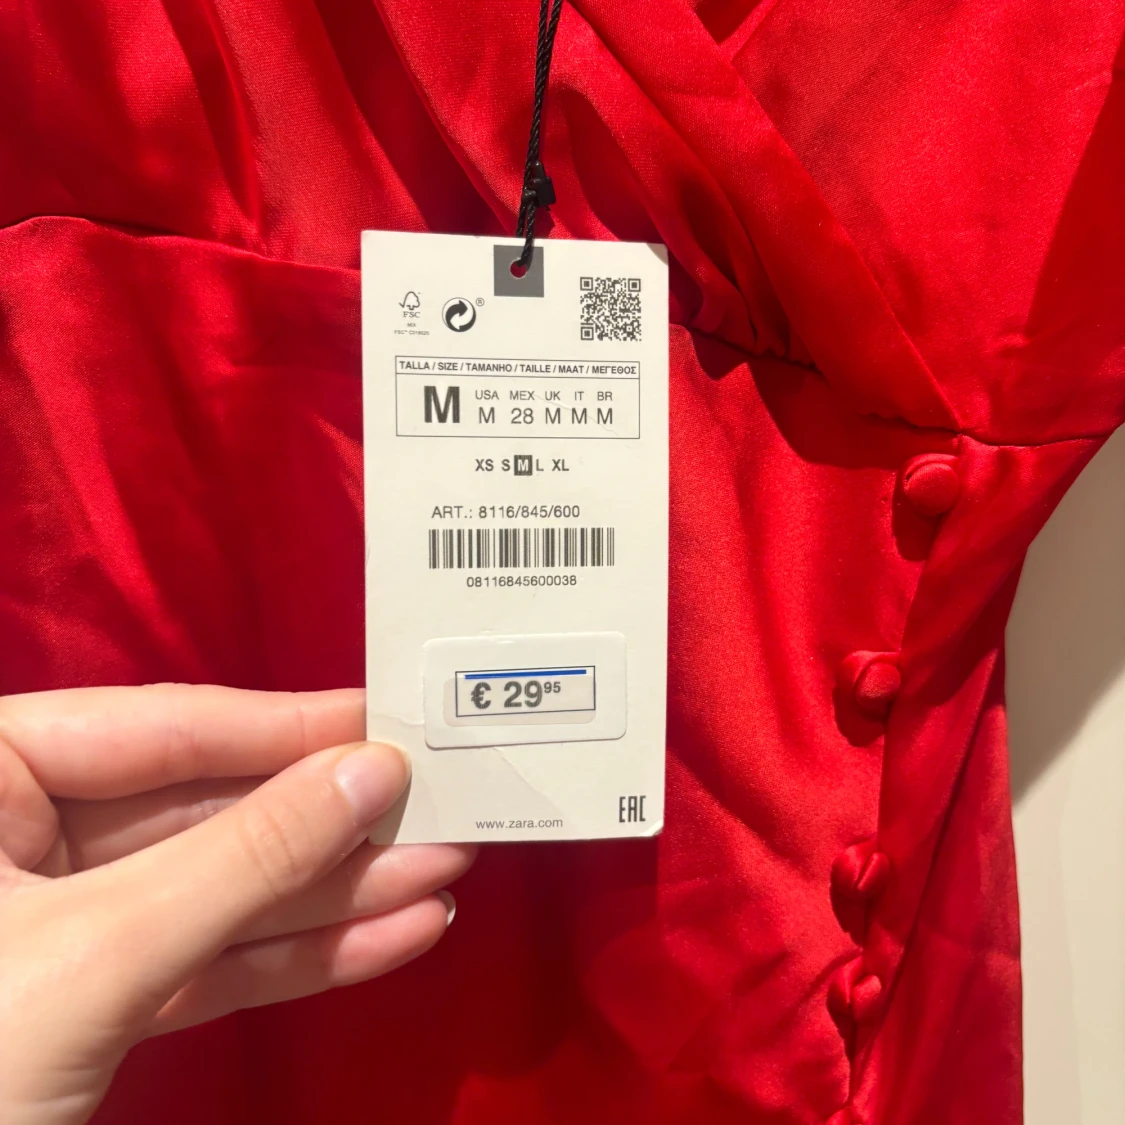 FSC
MIX
®
TALLA / SIZE / TAMANHO / TAILLE / MAAT / ΜΕΓΕΘΟΣ
M
USA MEX UK IT BR
M 28 M M M
XS S M L XL
ART.: 8116/845/600
08116845600038
€ 29 95
www.zara.com
EAC